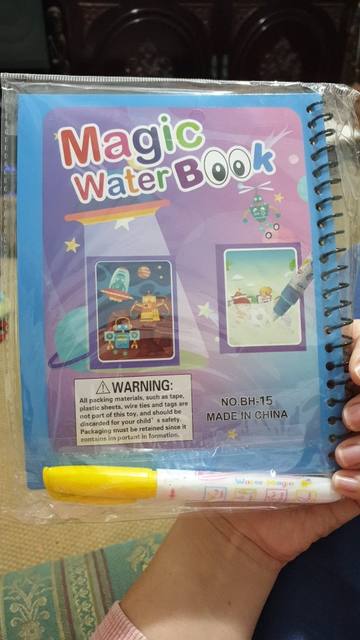 Magic
Water Book
WARNING:
All packing materials, such as tape,
plastic sheets, wire ties and tags are
not part of this toy, and should be
discarded for your child's safety.
Packaging must be retained since it
contains important in formation.
NO.BH-15
MADE IN CHINA
Water Magic